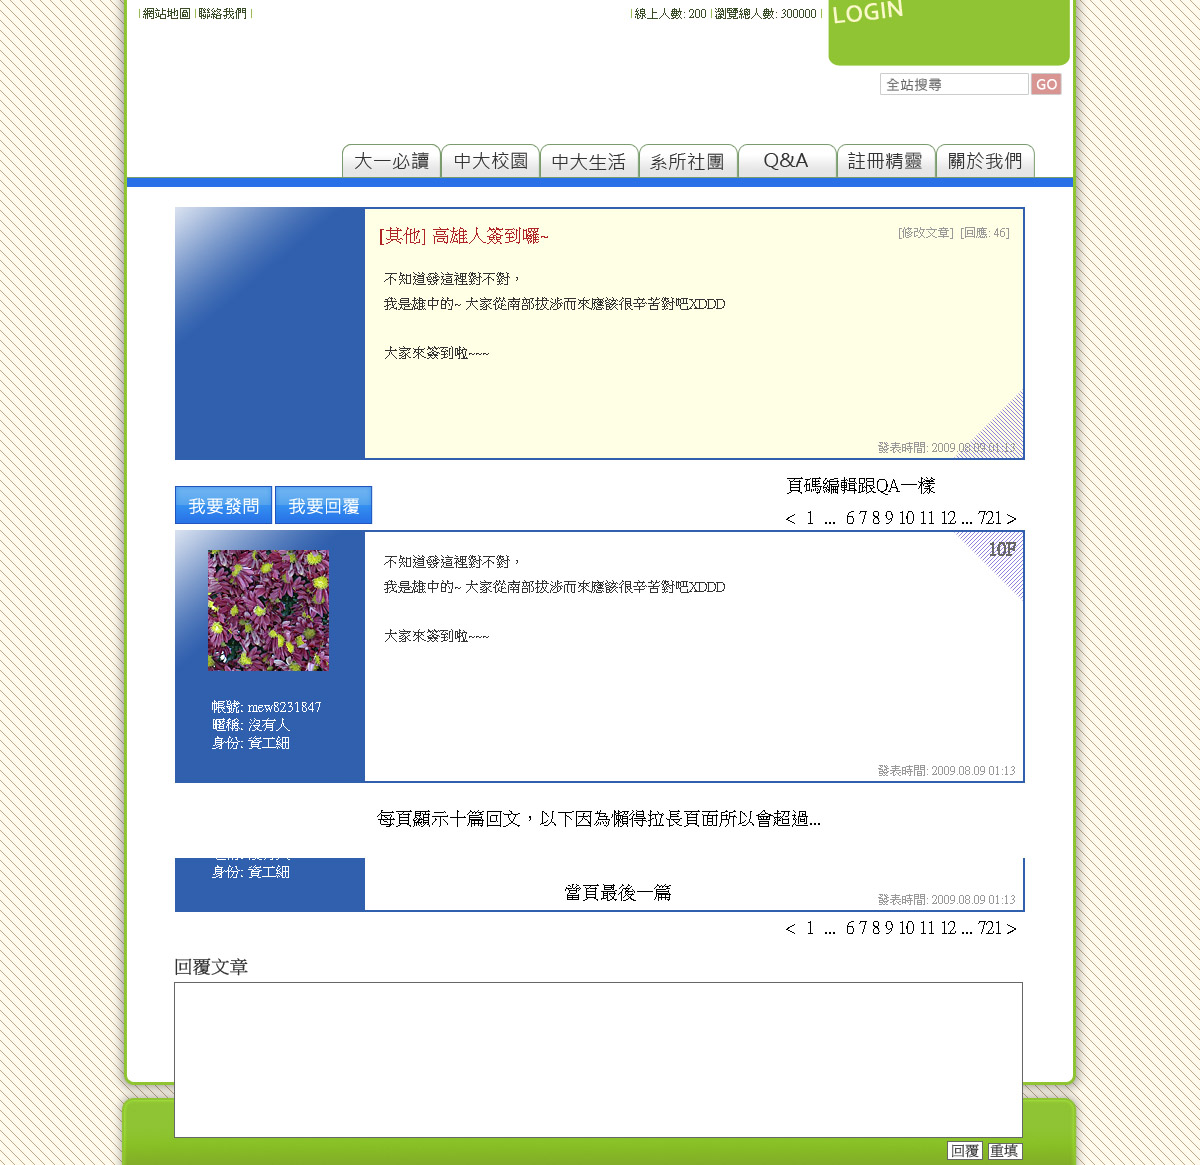 | 網站地圖 | 聯絡我們 |
| 線上人數: 200 | 瀏覽總人數: 300000 |
LOGIN
全站搜尋 GO
大一必讀 中大校園 中大生活 系所社團 Q&A 註冊精靈 關於我們
[其他] 高雄人簽到囉~
[修改文章] [回應: 46]
不知道發這裡對不對，
我是雄中的~ 大家從南部拔涉而來應該很辛苦對吧XDDD
大家來簽到啦~~~
發表時間: 2009.08.09 01:13
我要發問 我要回覆
頁碼編輯跟QA一樣
< 1 ... 6 7 8 9 10 11 12 ... 721 >
10F
不知道發這裡對不對，
我是雄中的~ 大家從南部拔涉而來應該很辛苦對吧XDDD
大家來簽到啦~~~
帳號: mew8231847
暱稱: 沒有人
身份: 資工細
發表時間: 2009.08.09 01:13
每頁顯示十篇回文，以下因為懶得拉長頁面所以會超過...
身份: 資工細
當頁最後一篇
發表時間: 2009.08.09 01:13
< 1 ... 6 7 8 9 10 11 12 ... 721 >
回覆文章
回覆 重填